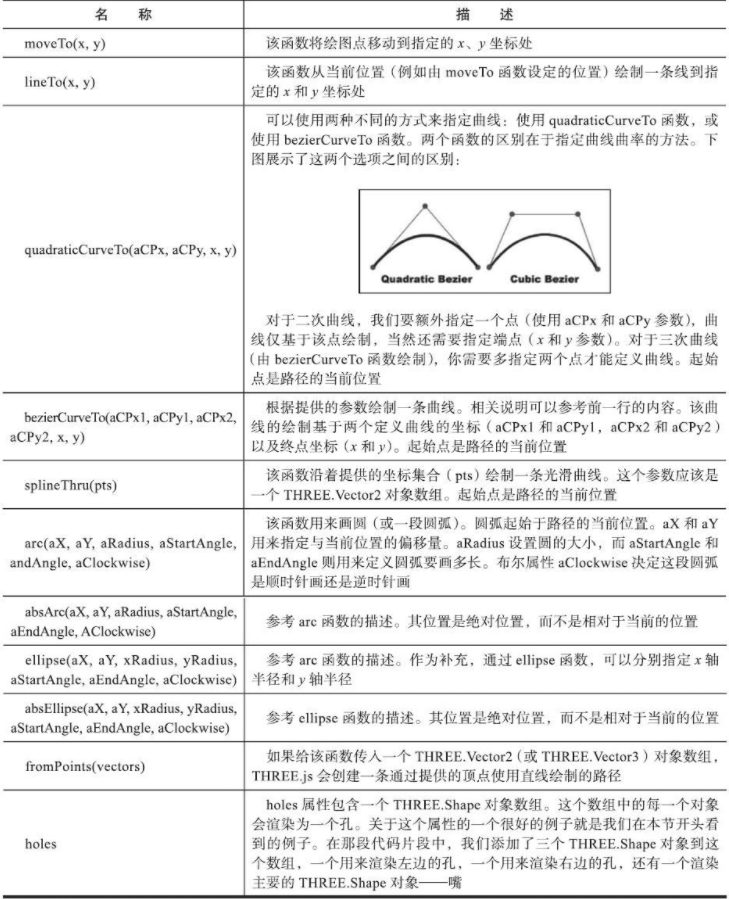 名 称 描 述
moveTo(x, y) 该函数将绘图点移动到指定的 x、y 坐标处
lineTo(x, y) 该函数从当前位置（例如由 moveTo 函数设定的位置）绘制一条线到指
定的 x 和 y 坐标处
quadraticCurveTo(aCPx, aCPy, x, y)
可以使用两种不同的方式来指定曲线：使用 quadraticCurveTo 函数，或
使用 bezierCurveTo 函数。两个函数的区别在于指定曲线曲率的方法。下
图展示了这两个选项之间的区别：
Quadratic Bezier Cubic Bezier
对于二次曲线，我们要额外指定一个点（使用 aCPx 和 aCPy 参数），曲
线仅基于该点绘制，当然还需要指定端点（x 和 y 参数）。对于三次曲线
（由 bezierCurveTo 函数绘制），你需要多指定两个点才能定义曲线。起始
点是路径的当前位置
bezierCurveTo(aCPx1, aCPy1, aCPx2,
aCPy2, x, y)
根据提供的参数绘制一条曲线。相关说明可以参考前一行的内容。该曲
线的绘制基于两个定义曲线的坐标（aCPx1 和 aCPy1，aCPx2 和 aCPy2）
以及终点坐标（x 和 y）。起始点是路径的当前位置
splineThru(pts)
该函数沿着提供的坐标集合（pts）绘制一条光滑曲线。这个参数应该是
一个 THREE.Vector2 对象数组。起始点是路径的当前位置
arc(aX, aY, aRadius, aStartAngle,
andAngle, aClockwise)
该函数用来画圆（或一段圆弧）。圆弧起始于路径的当前位置。aX 和 aY
用来指定与当前位置的偏移量。aRadius 设置圆的大小，而 aStartAngle 和
aEndAngle 则用来定义圆弧要画多长。布尔属性 aClockwise 决定这段圆弧
是顺时针画还是逆时针画
absArc(aX, aY, aRadius, aStartAngle,
aEndAngle, AClockwise)
参考 arc 函数的描述。其位置是绝对位置，而不是相对于当前的位置
ellipse(aX, aY, xRadius, yRadius,
aStartAngle, aEndAngle, aClockwise)
参考 arc 函数的描述。作为补充，通过 ellipse 函数，可以分别指定 x 轴
半径和 y 轴半径
absEllipse(aX, aY, xRadius, yRadius,
aStartAngle, aEndAngle, aClockwise)
参考 ellipse 函数的描述。其位置是绝对位置，而不是相对于当前的位置
fromPoints(vectors)
如果给该函数传入一个 THREE.Vector2（或 THREE.Vector3）对象数组，
THREE.js 会创建一条通过提供的顶点使用直线绘制的路径
holes
holes 属性包含一个 THREE.Shape 对象数组。这个数组中的每一个对象
会渲染为一个孔。关于这个属性的一个很好的例子就是我们在本节开头看
到的例子。在那段代码片段中，我们添加了三个 THREE.Shape 对象到这
个数组，一个用来渲染左边的孔，一个用来渲染右边的孔，还有一个渲染
主要的 THREE.Shape 对象——嘴